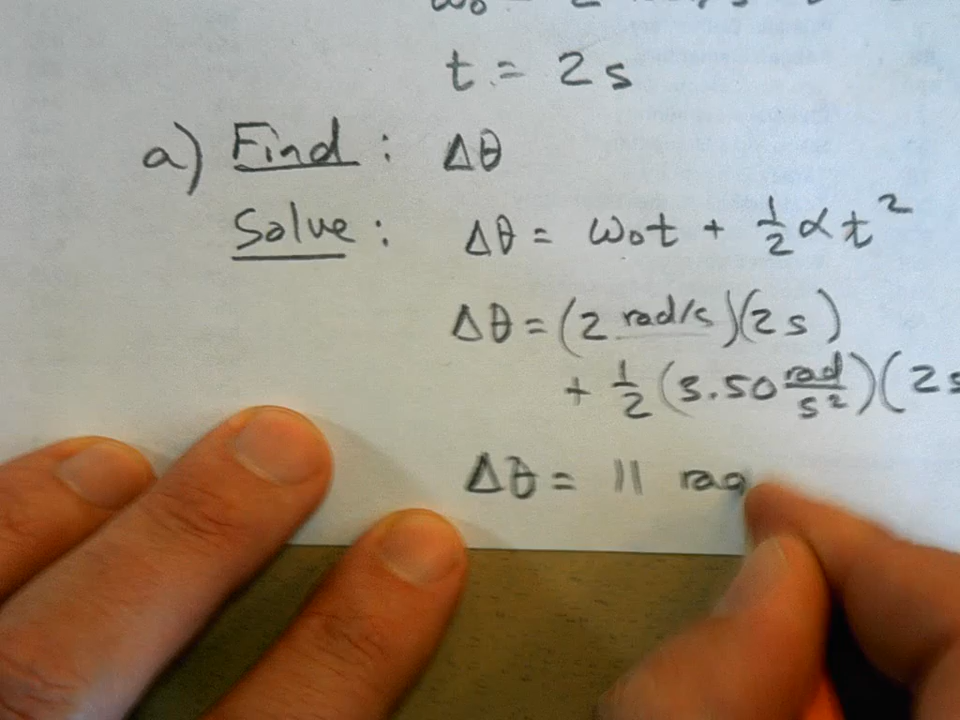 t = 2 s
a) Find : Δθ
Solve : Δθ = ω₀t + ½αt²
Δθ = (2 rad/s)(2s)
+ ½ (3.50 rad/s²)(2s
Δθ = 11 rad